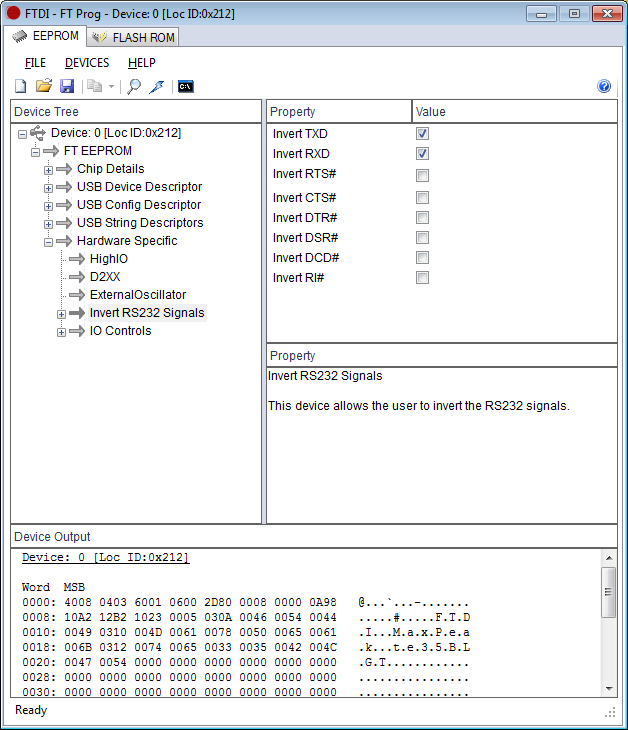 FTDI - FT Prog - Device: 0 [Loc ID:0x212]
EEPROM
FLASH ROM
FILE DEVICES HELP
Device Tree
Device: 0 [Loc ID:0x212]
FT EEPROM
Chip Details
USB Device Descriptor
USB Config Descriptor
USB String Descriptors
Hardware Specific
HighIO
D2XX
ExternalOscillator
Invert RS232 Signals
IO Controls
Property Value
Invert TXD
Invert RXD
Invert RTS#
Invert CTS#
Invert DTR#
Invert DSR#
Invert DCD#
Invert RI#
Property
Invert RS232 Signals
This device allows the user to invert the RS232 signals.
Device Output
Device: 0 [Loc ID:0x212]
Word MSB
0000: 4008 0403 6001 0600 2D80 0008 0000 0A98 @...`...-.......
0008: 10A2 12B2 1023 0005 030A 0046 0054 0044 .....#.....F.T.D
0010: 0049 0310 004D 0061 0078 0050 0065 0061 .I...M.a.x.P.e.a
0018: 006B 0312 0074 0065 0033 0035 0042 004C .k...t.e.3.5.B.L
0020: 0047 0054 0000 0000 0000 0000 0000 0000 .G.T............
0028: 0000 0000 0000 0000 0000 0000 0000 0000 ................
0030: 0000 0000 0000 0000 0000 0000 0000 0000 ................
Ready